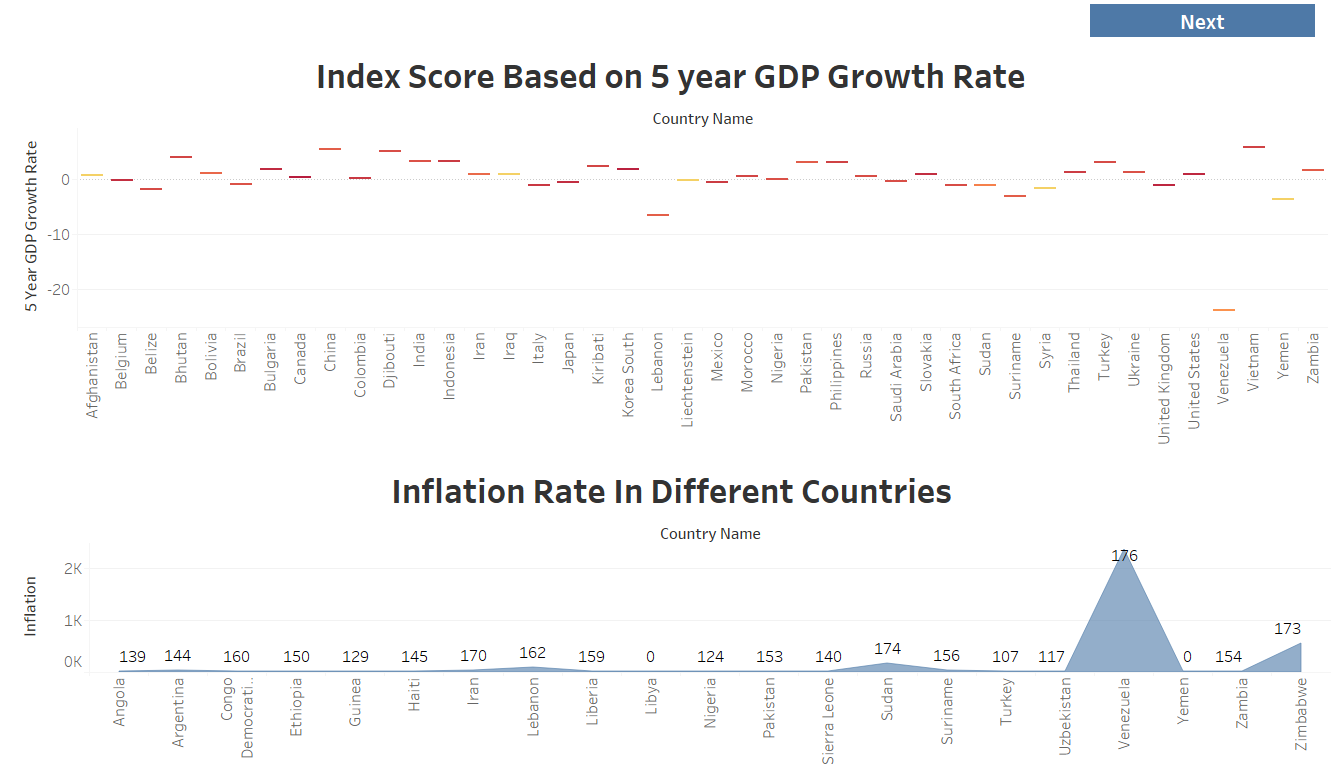 Next
Index Score Based on 5 year GDP Growth Rate
Country Name
5 Year GDP Growth Rate
0
-10
-20
Afghanistan
Belgium
Belize
Bhutan
Bolivia
Brazil
Bulgaria
Canada
China
Colombia
Djibouti
India
Indonesia
Iran
Iraq
Italy
Japan
Kiribati
Korea South
Lebanon
Liechtenstein
Mexico
Morocco
Nigeria
Pakistan
Philippines
Russia
Saudi Arabia
Slovakia
South Africa
Sudan
Suriname
Syria
Thailand
Turkey
Ukraine
United Kingdom
United States
Venezuela
Vietnam
Yemen
Zambia
Inflation Rate In Different Countries
Country Name
Inflation
2K
1K
0K
139
144
160
150
129
145
170
162
159
0
124
153
140
174
156
107
117
176
0
154
173
Angola
Argentina
Congo
Democrati..
Ethiopia
Guinea
Haiti
Iran
Lebanon
Liberia
Libya
Nigeria
Pakistan
Sierra Leone
Sudan
Suriname
Turkey
Uzbekistan
Venezuela
Yemen
Zambia
Zimbabwe